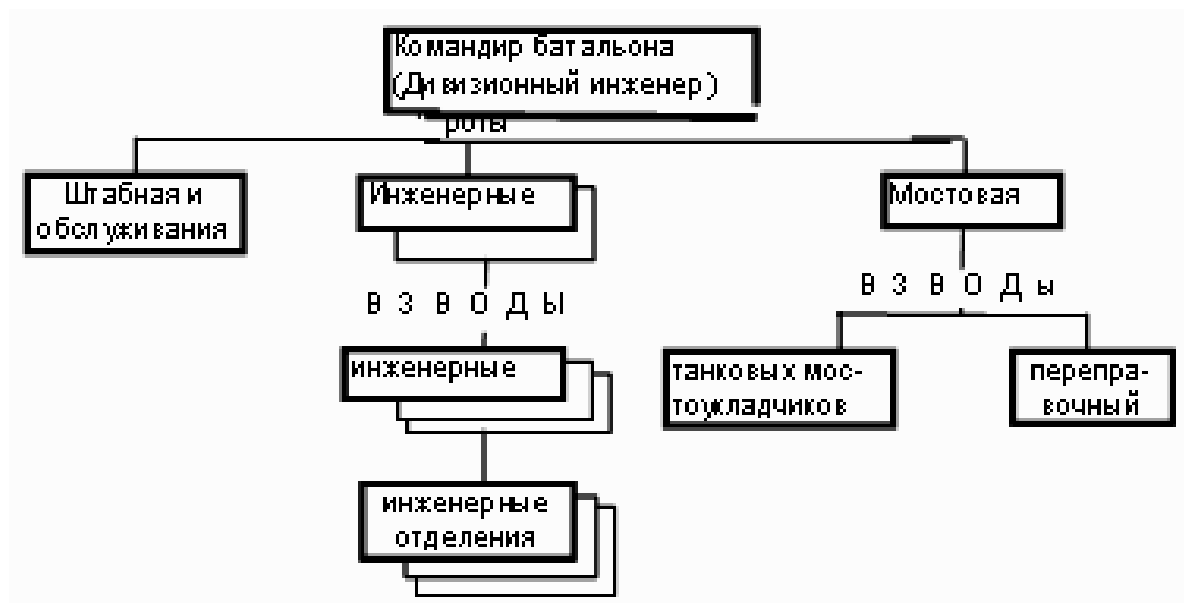 Командир батальона
(Дивизионный инженер)
роты
Штабная и
обслуживания
Инженерные
Мостовая
В З В О Д Ы
В З В О Д ы
инженерные
танковых мос-
тоукладчиков
перепра-
вочный
инженерные
отделения